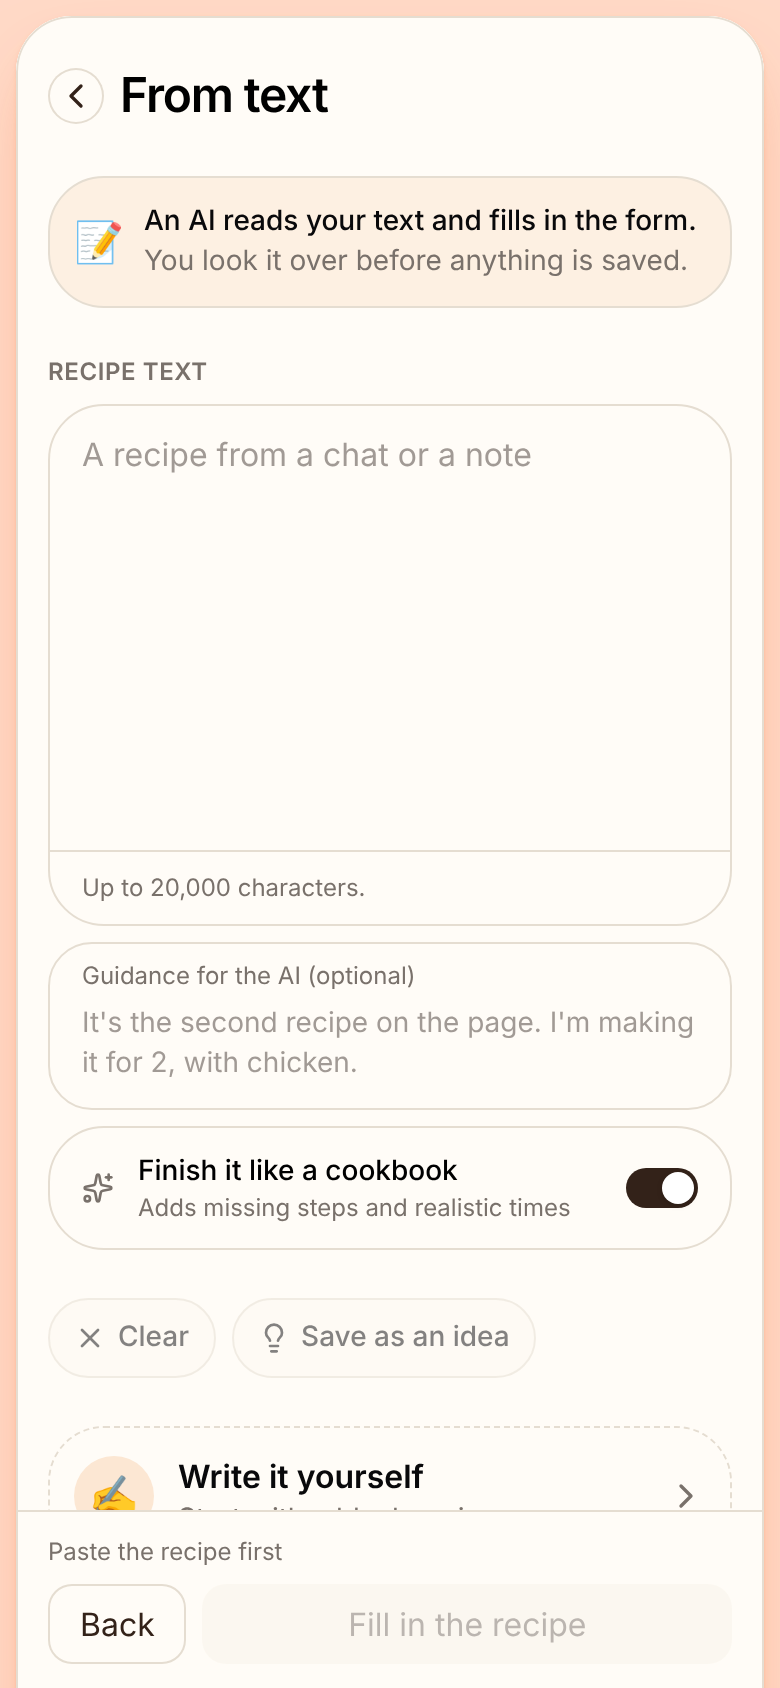 From text
An AI reads your text and fills in the form.
You look it over before anything is saved.
RECIPE TEXT
A recipe from a chat or a note
Up to 20,000 characters.
Guidance for the AI (optional)
It's the second recipe on the page. I'm making
it for 2, with chicken.
Finish it like a cookbook
Adds missing steps and realistic times
Clear
Save as an idea
Write it yourself
Paste the recipe first
Back
Fill in the recipe